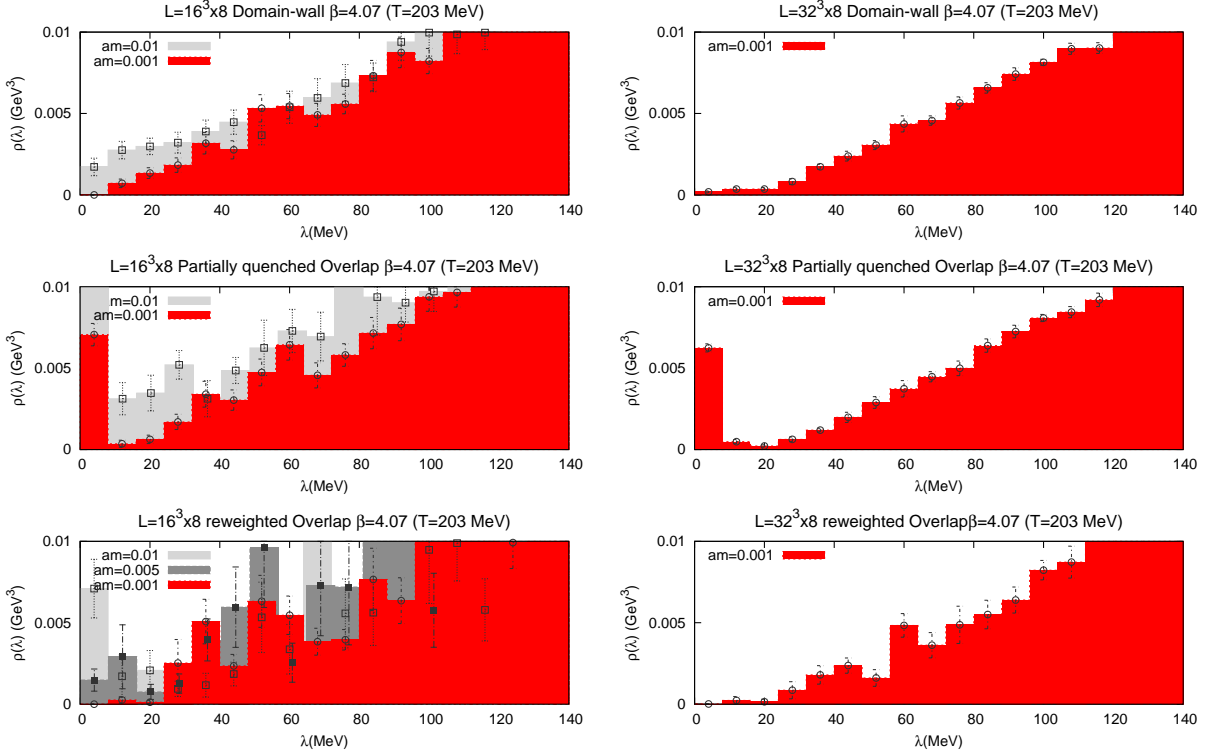 L=16³x8 Domain-wall β=4.07 (T=203 MeV)
am=0.01
am=0.001
0.01
0.005
0
ρ(λ) (GeV³)
0 20 40 60 80 100 120 140
λ(MeV)
L=32³x8 Domain-wall β=4.07 (T=203 MeV)
am=0.001
0.01
0.005
0
ρ(λ) (GeV³)
0 20 40 60 80 100 120 140
λ(MeV)
L=16³x8 Partially quenched Overlap β=4.07 (T=203 MeV)
m=0.01
am=0.001
0.01
0.005
0
ρ(λ) (GeV³)
0 20 40 60 80 100 120 140
λ(MeV)
L=32³x8 Partially quenched Overlap β=4.07 (T=203 MeV)
am=0.001
0.01
0.005
0
ρ(λ) (GeV³)
0 20 40 60 80 100 120 140
λ(MeV)
L=16³x8 reweighted Overlap β=4.07 (T=203 MeV)
am=0.01
am=0.005
am=0.001
0.01
0.005
0
ρ(λ) (GeV³)
0 20 40 60 80 100 120 140
λ(MeV)
L=32³x8 reweighted Overlapβ=4.07 (T=203 MeV)
am=0.001
0.01
0.005
0
ρ(λ) (GeV³)
0 20 40 60 80 100 120 140
λ(MeV)